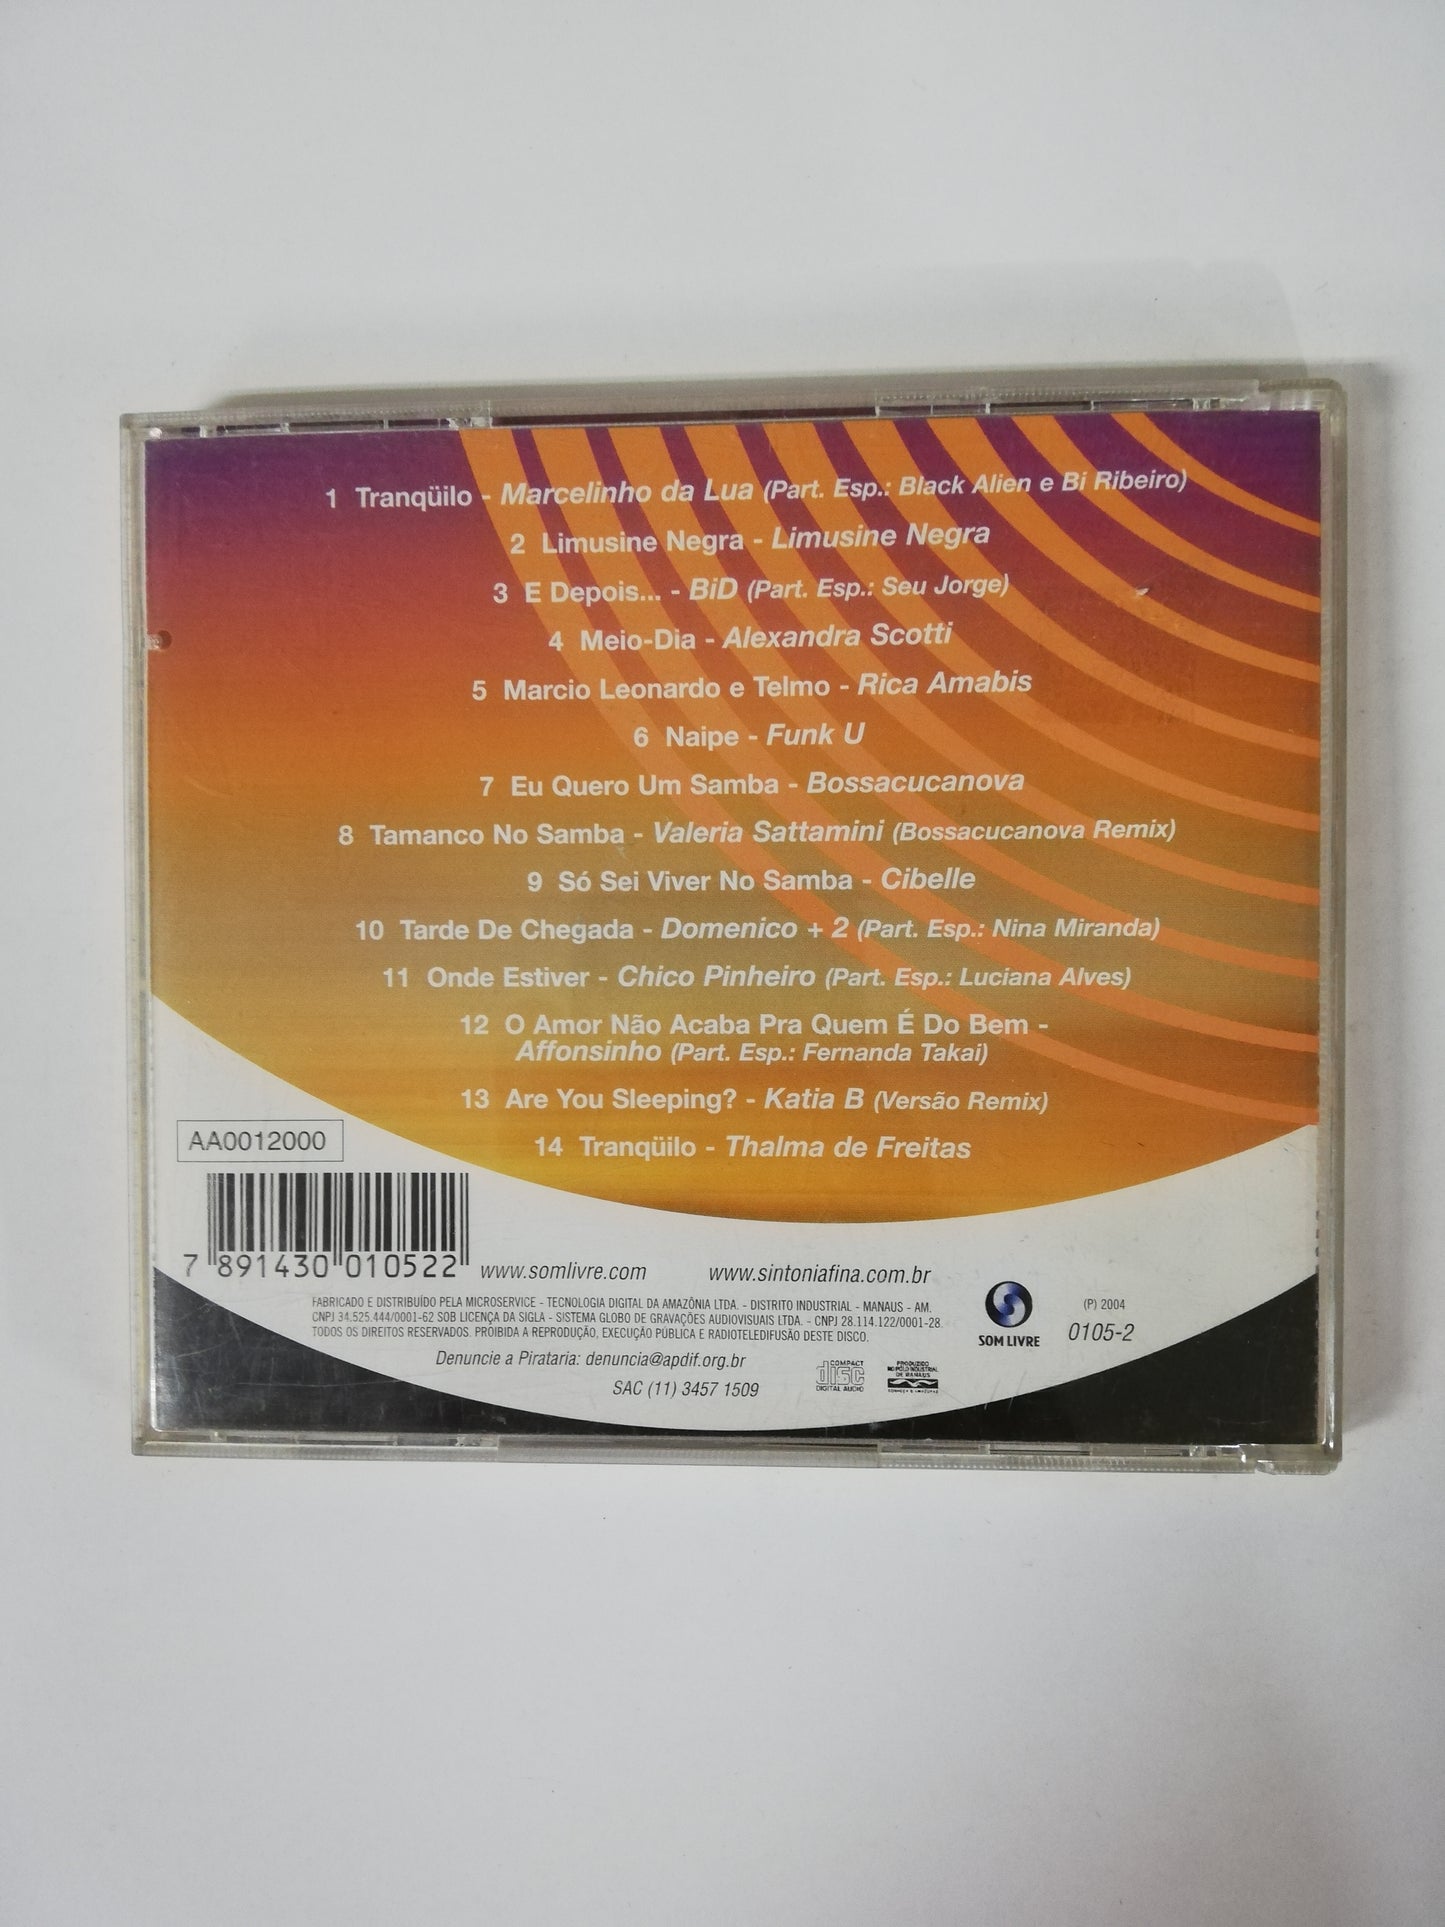 1 Tranqüilo - Marcelinho da Lua (Part. Esp.: Black Alien e Bi Ribeiro)
2 Limusine Negra - Limusine Negra
3 E Depois... - BiD (Part. Esp.: Seu Jorge)
4 Meio-Dia - Alexandra Scotti
5 Marcio Leonardo e Telmo - Rica Amabis
6 Naipe - Funk U
7 Eu Quero Um Samba - Bossacucanova
8 Tamanco No Samba - Valeria Sattamini (Bossacucanova Remix)
9 Só Sei Viver No Samba - Cibelle
10 Tarde De Chegada - Domenico + 2 (Part. Esp.: Nina Miranda)
11 Onde Estiver - Chico Pinheiro (Part. Esp.: Luciana Alves)
12 O Amor Não Acaba Pra Quem É Do Bem -
Affonsinho (Part. Esp.: Fernanda Takai)
13 Are You Sleeping? - Katia B (Versão Remix)
14 Tranqüilo - Thalma de Freitas
AA0012000
7 891430 010522
www.somlivre.com www.sintoniafina.com.br
FABRICADO E DISTRIBUÍDO PELA MICROSERVICE - TECNOLOGIA DIGITAL DA AMAZÔNIA LTDA. - DISTRITO INDUSTRIAL - MANAUS - AM.
CNPJ 34.525.444/0001-62 SOB LICENÇA DA SIGLA - SISTEMA GLOBO DE GRAVAÇÕES AUDIOVISUAIS LTDA. - CNPJ 28.114.122/0001-28.
TODOS OS DIREITOS RESERVADOS. PROIBIDA A REPRODUÇÃO, EXECUÇÃO PÚBLICA E RADIOTELEDIFUSÃO DESTE DISCO.
Denuncie a Pirataria: denuncia@apdif.org.br
SAC (11) 3457 1509
COMPACT
disc
DIGITAL AUDIO
PRODUZIDO
NO PÓLO INDUSTRIAL
DE MANAUS
CONHEÇA O AMAZONAS
SOM LIVRE
(P) 2004
0105-2